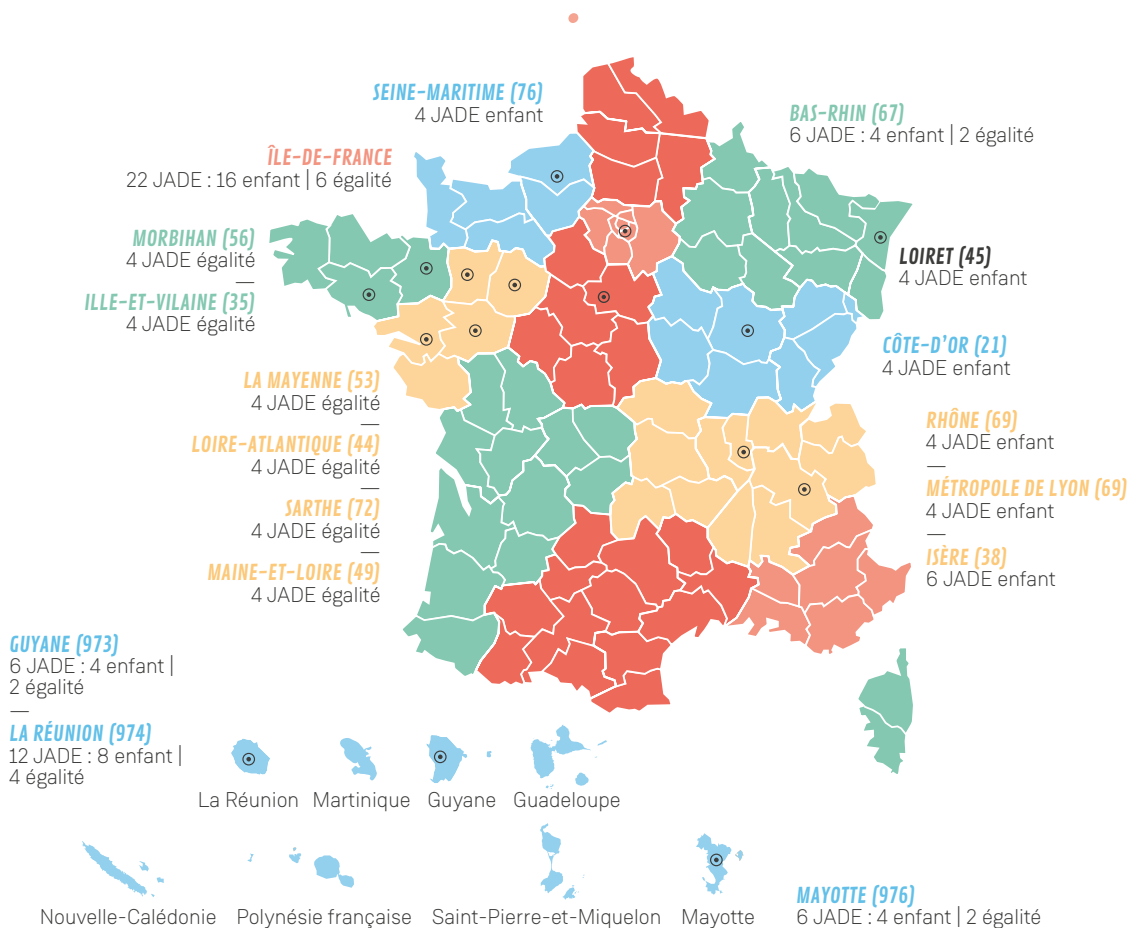 SEINE-MARITIME (76)
4 JADE enfant
BAS-RHIN (67)
6 JADE : 4 enfant | 2 égalité
ÎLE-DE-FRANCE
22 JADE : 16 enfant | 6 égalité
MORBIHAN (56)
4 JADE égalité
—
ILLE-ET-VILAINE (35)
4 JADE égalité
LOIRET (45)
4 JADE enfant
CÔTE-D'OR (21)
4 JADE enfant
LA MAYENNE (53)
4 JADE égalité
—
LOIRE-ATLANTIQUE (44)
4 JADE égalité
—
SARTHE (72)
4 JADE égalité
—
MAINE-ET-LOIRE (49)
4 JADE égalité
RHÔNE (69)
4 JADE enfant
—
MÉTROPOLE DE LYON (69)
4 JADE enfant
—
ISÈRE (38)
6 JADE enfant
GUYANE (973)
6 JADE : 4 enfant |
2 égalité
—
LA RÉUNION (974)
12 JADE : 8 enfant |
4 égalité
La Réunion Martinique Guyane Guadeloupe
Nouvelle-Calédonie Polynésie française Saint-Pierre-et-Miquelon Mayotte
MAYOTTE (976)
6 JADE : 4 enfant | 2 égalité